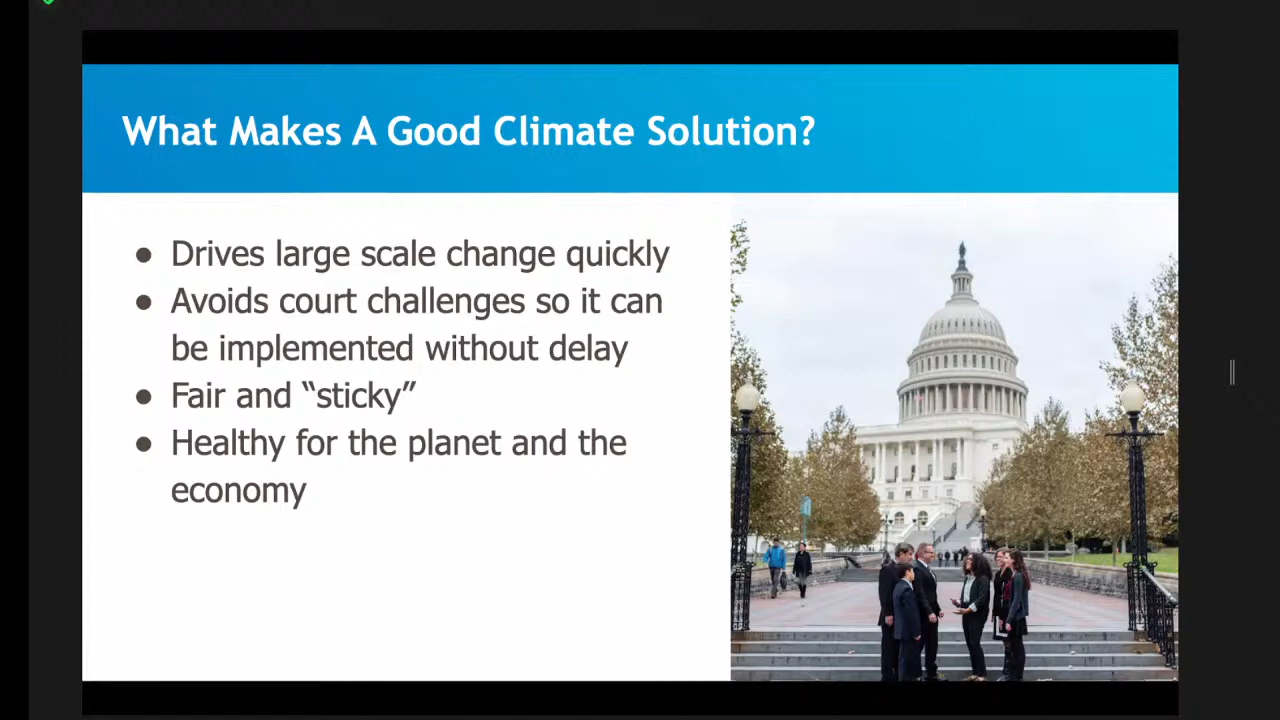 What Makes A Good Climate Solution?
● Drives large scale change quickly
● Avoids court challenges so it can
be implemented without delay
● Fair and “sticky”
● Healthy for the planet and the
economy